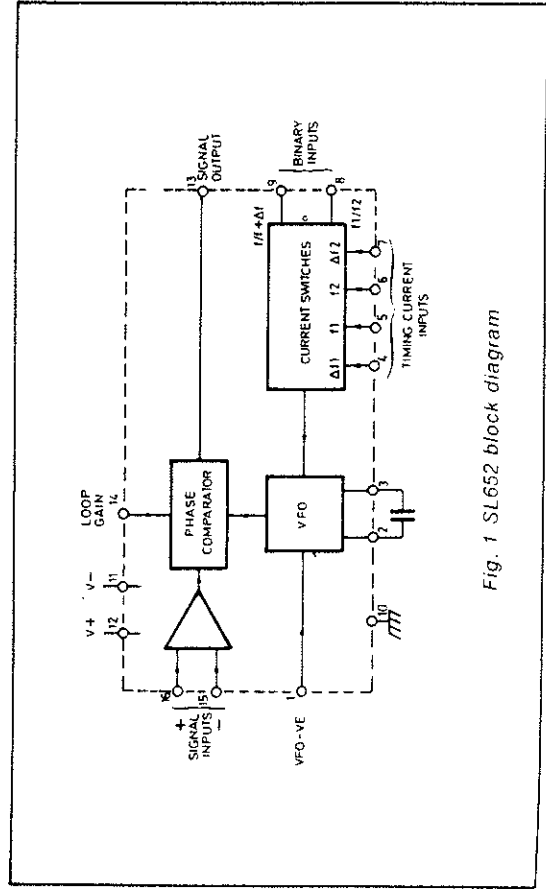 LOOP
GAIN
14
V+
V-
12
11
16
+
SIGNAL
INPUTS
-
15
PHASE
COMPARATOR
13
SIGNAL
OUTPUT
1
VFO-VE
VFO
CURRENT SWITCHES
f/f+Δf
9
BINARY
INPUTS
f1/f2
8
Δf1
f1
f2
Δf2
10
2
3
4
5
6
7
TIMING CURRENT
INPUTS
Fig. 1 SL652 block diagram